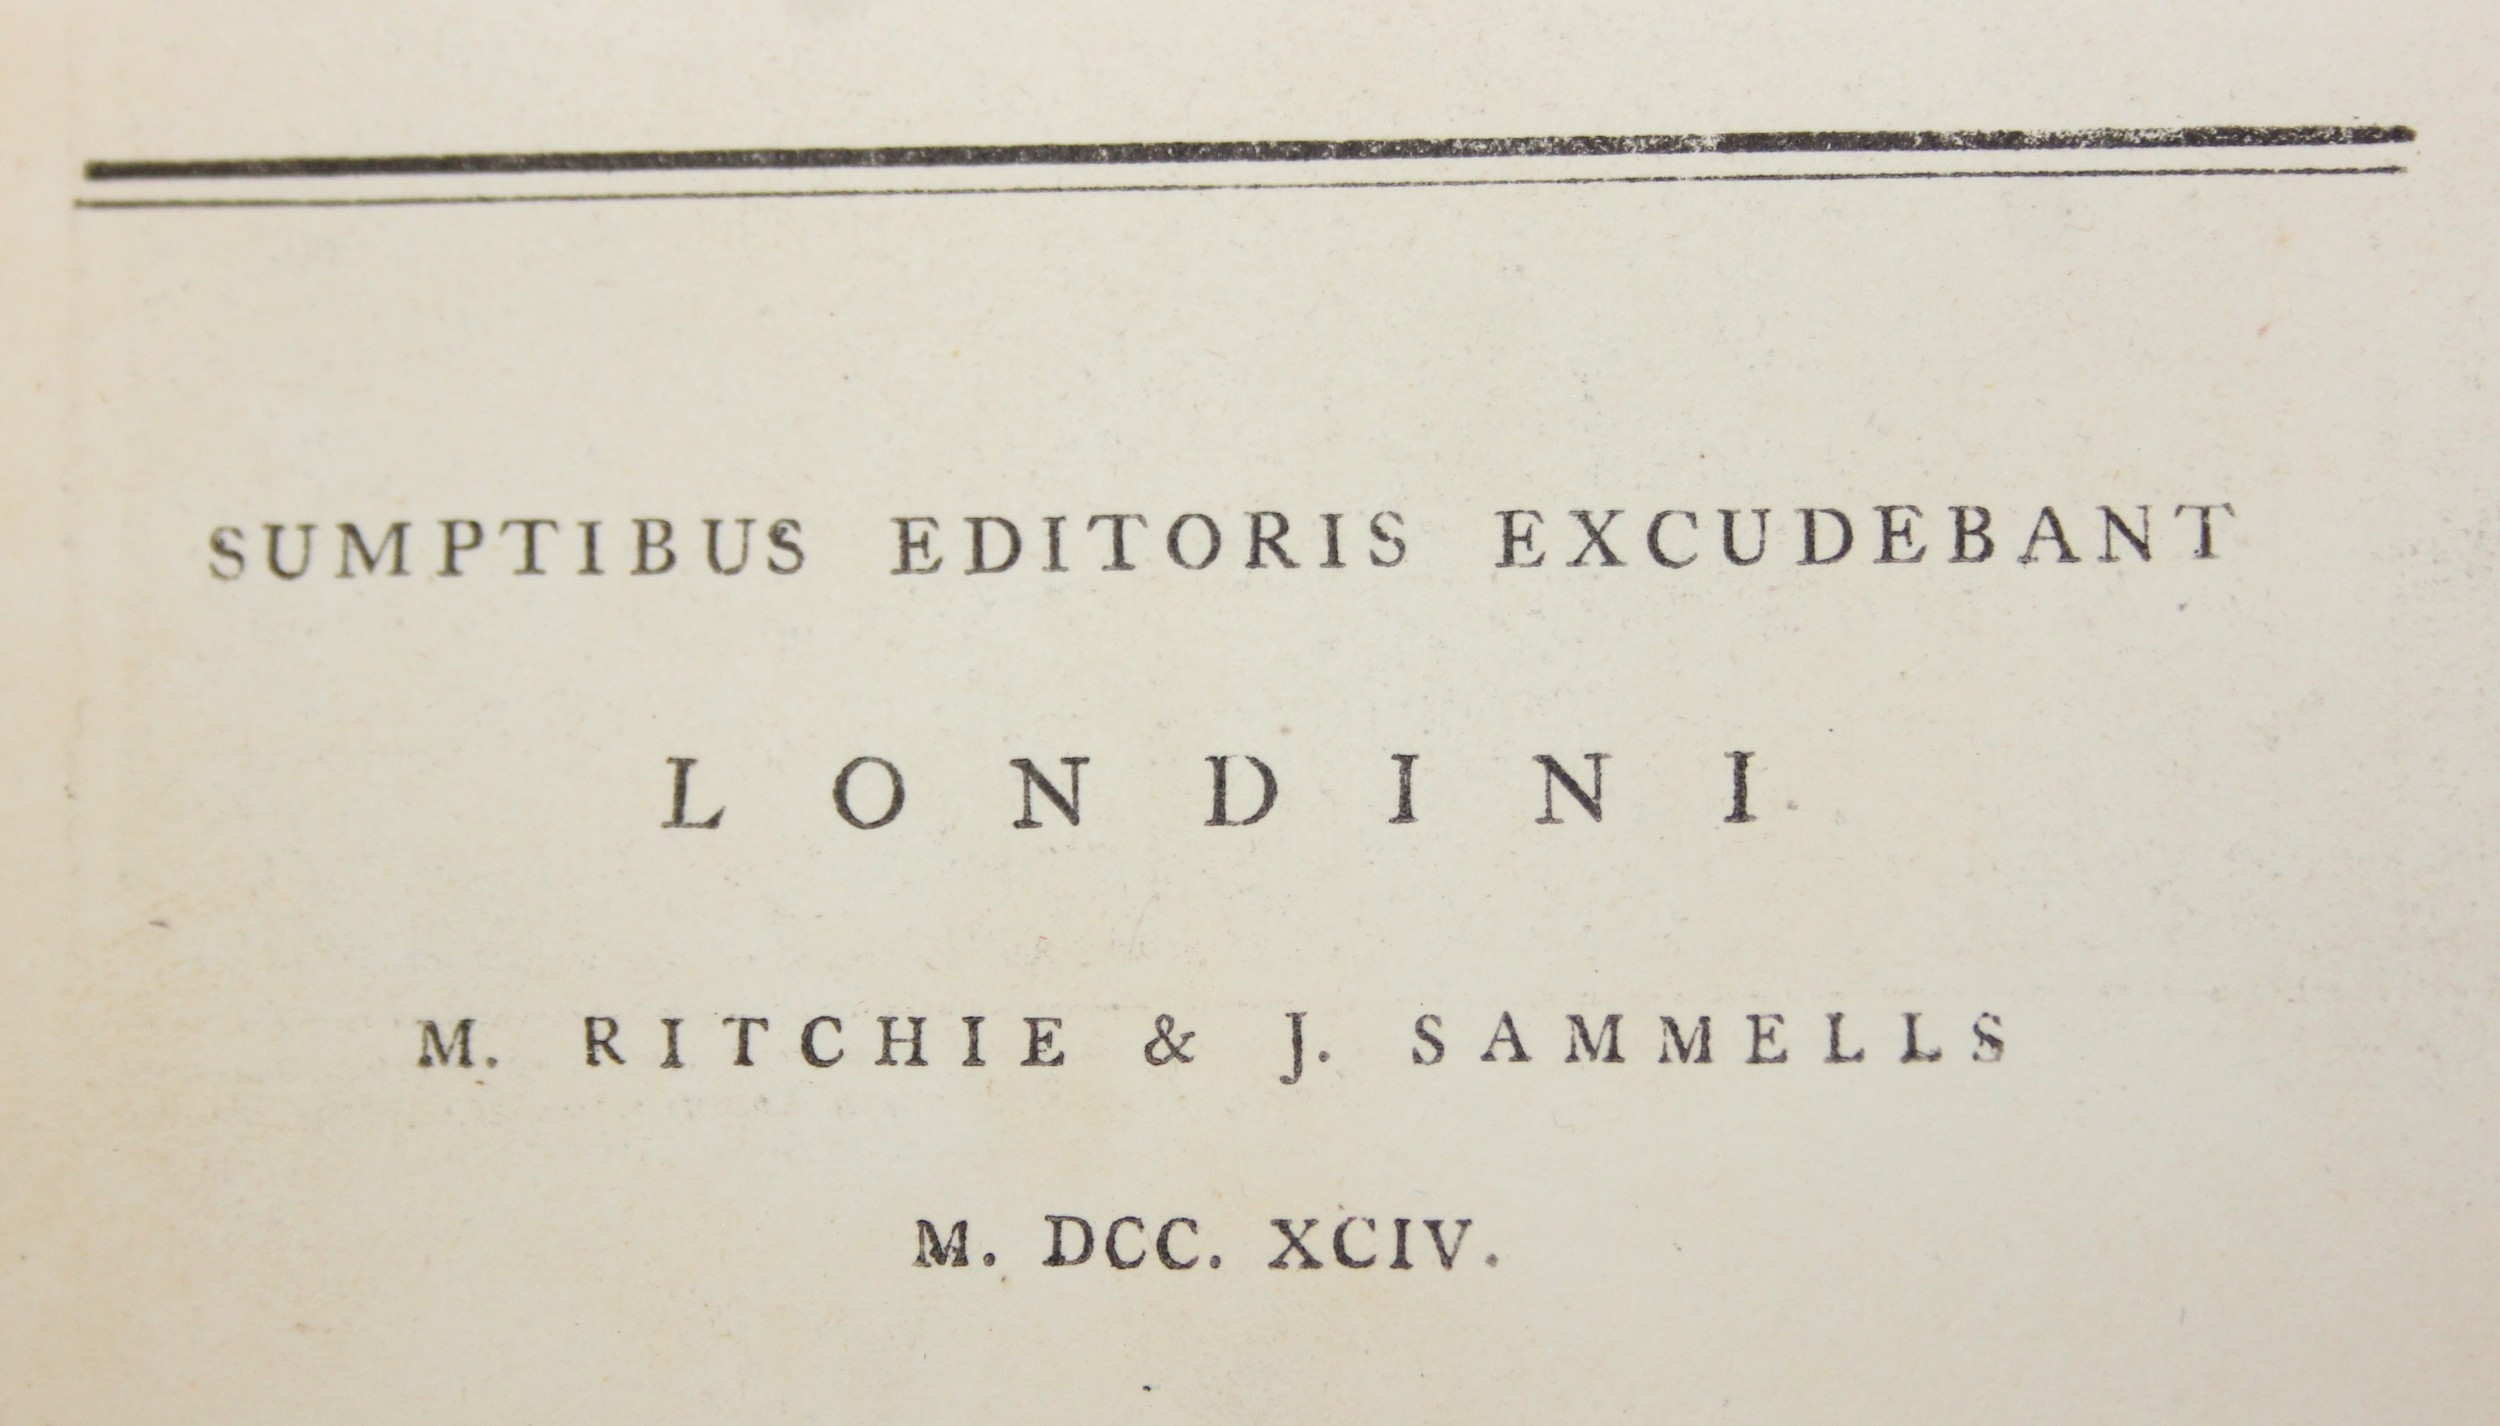 SUMPTIBUS EDITORIS EXCUDEBANT
LONDINI
M. RITCHIE & J. SAMMELLS
M. DCC. XCIV.